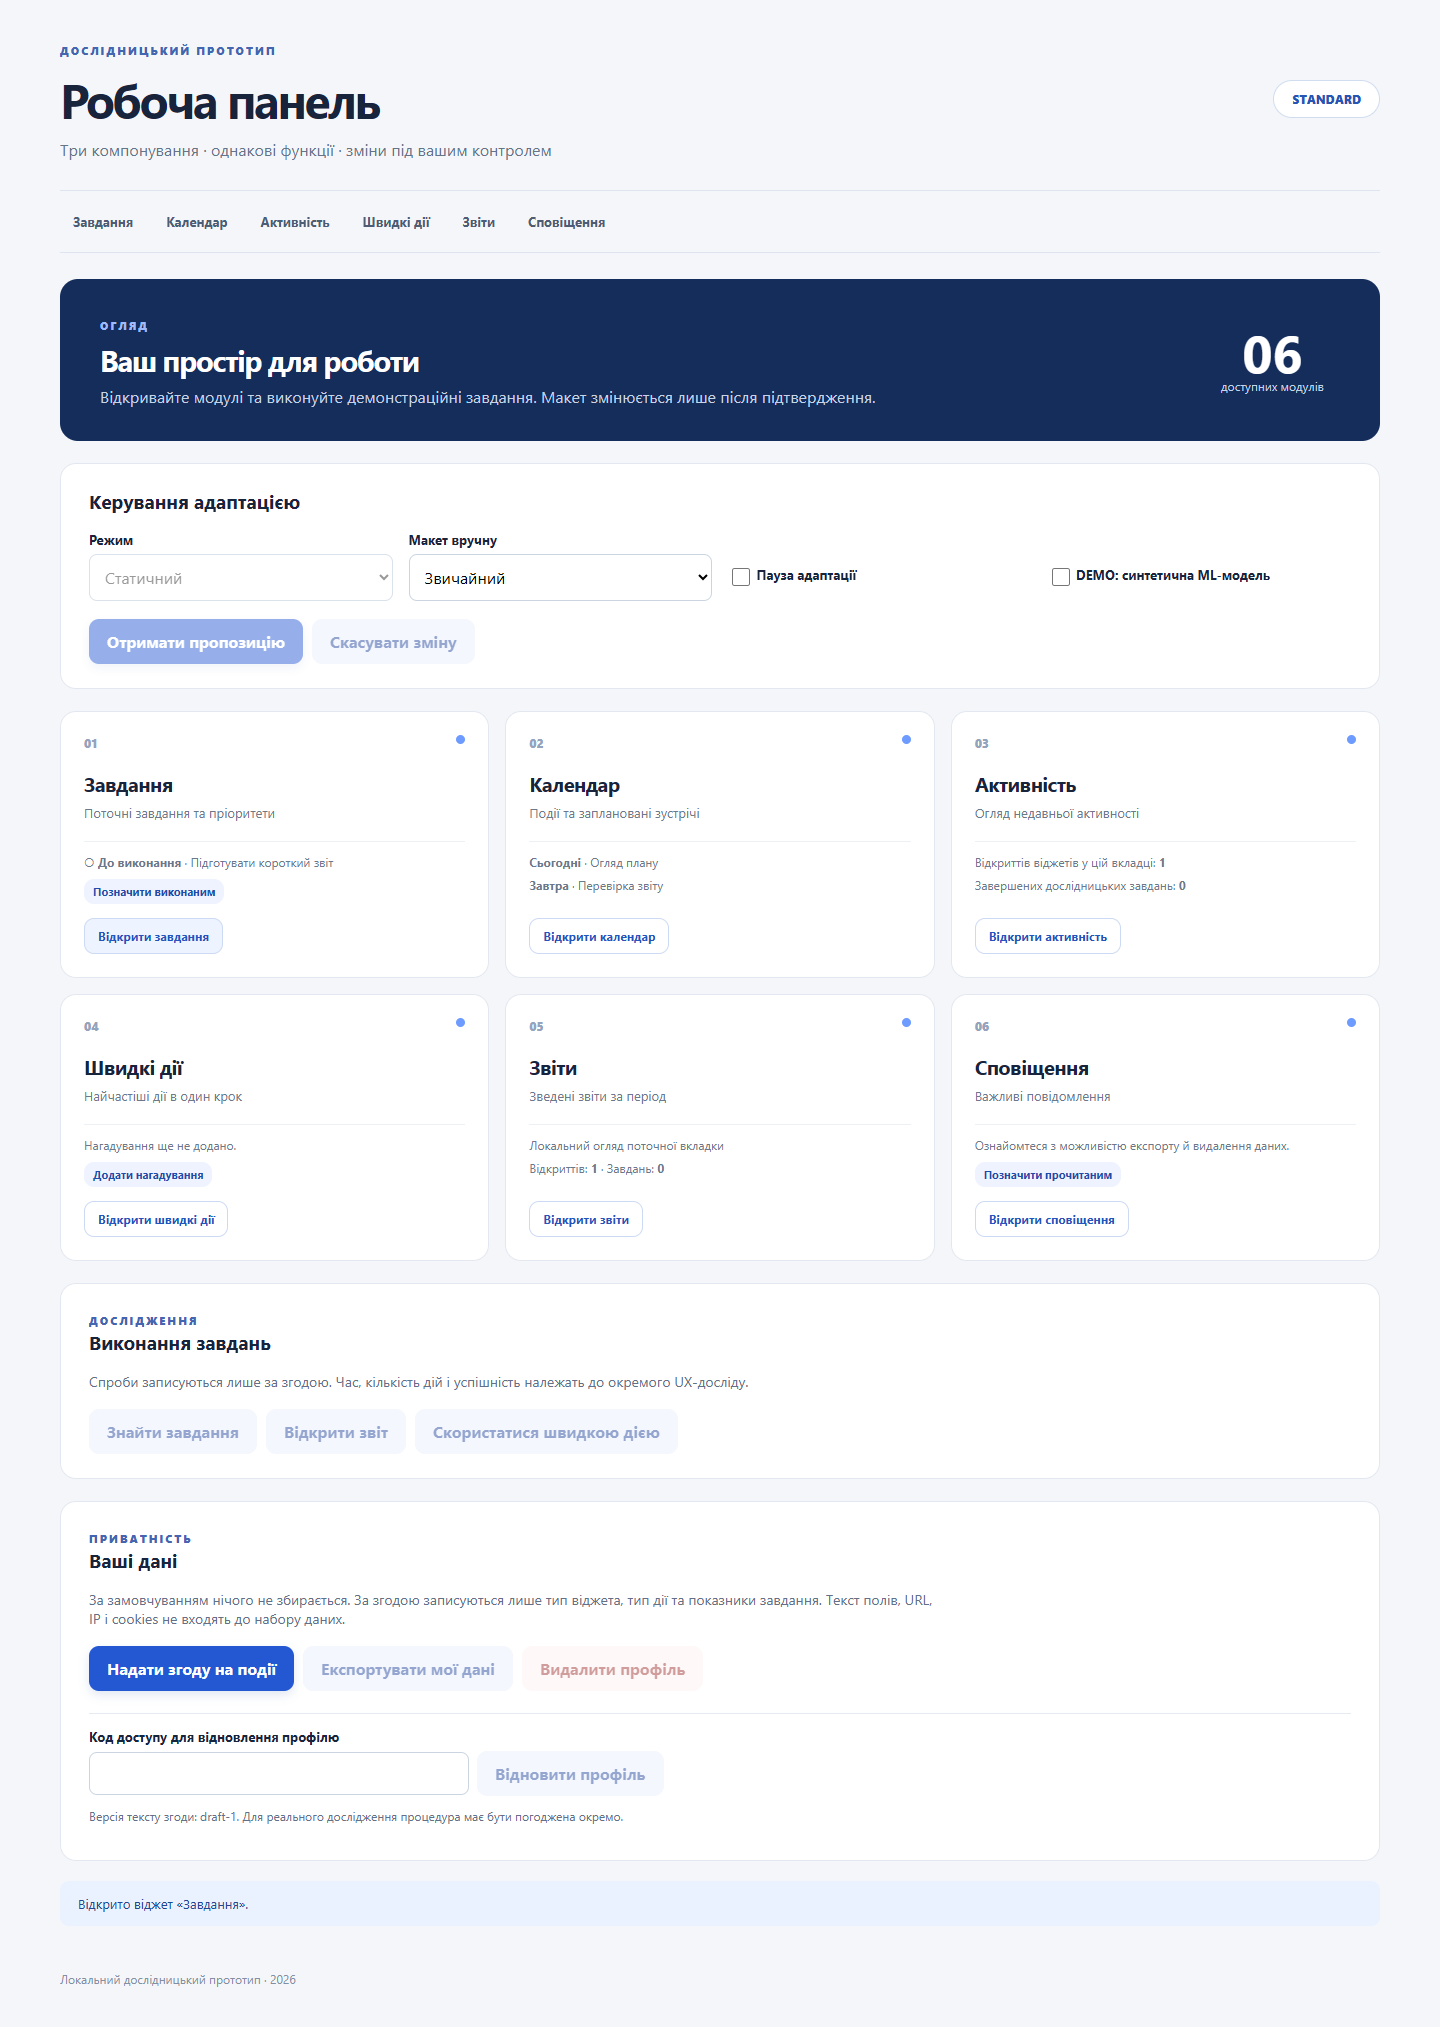 ДОСЛІДНИЦЬКИЙ ПРОТОТИП
Робоча панель
STANDARD
Три компонування · однакові функції · зміни під вашим контролем
Завдання Календар Активність Швидкі дії Звіти Сповіщення
ОГЛЯД
Ваш простір для роботи
Відкривайте модулі та виконуйте демонстраційні завдання. Макет змінюється лише після підтвердження.
06
доступних модулів
Керування адаптацією
Режим
Статичний
Макет вручну
Звичайний
Пауза адаптації
DEMO: синтетична ML-модель
Отримати пропозицію Скасувати зміну
01
Завдання
Поточні завдання та пріоритети
○ До виконання · Підготувати короткий звіт
Позначити виконаним
Відкрити завдання
02
Календар
Події та заплановані зустрічі
Сьогодні · Огляд плану
Завтра · Перевірка звіту
Відкрити календар
03
Активність
Огляд недавньої активності
Відкриттів віджетів у цій вкладці: 1
Завершених дослідницьких завдань: 0
Відкрити активність
04
Швидкі дії
Найчастіші дії в один крок
Нагадування ще не додано.
Додати нагадування
Відкрити швидкі дії
05
Звіти
Зведені звіти за період
Локальний огляд поточної вкладки
Відкриттів: 1 · Завдань: 0
Відкрити звіти
06
Сповіщення
Важливі повідомлення
Ознайомтеся з можливістю експорту й видалення даних.
Позначити прочитаним
Відкрити сповіщення
ДОСЛІДЖЕННЯ
Виконання завдань
Спроби записуються лише за згодою. Час, кількість дій і успішність належать до окремого UX-досліду.
Знайти завдання Відкрити звіт Скористатися швидкою дією
ПРИВАТНІСТЬ
Ваші дані
За замовчуванням нічого не збирається. За згодою записуються лише тип віджета, тип дії та показники завдання. Текст полів, URL,
IP і cookies не входять до набору даних.
Надати згоду на події Експортувати мої дані Видалити профіль
Код доступу для відновлення профілю
Відновити профіль
Версія тексту згоди: draft-1. Для реального дослідження процедура має бути погоджена окремо.
Відкрито віджет «Завдання».
Локальний дослідницький прототип · 2026